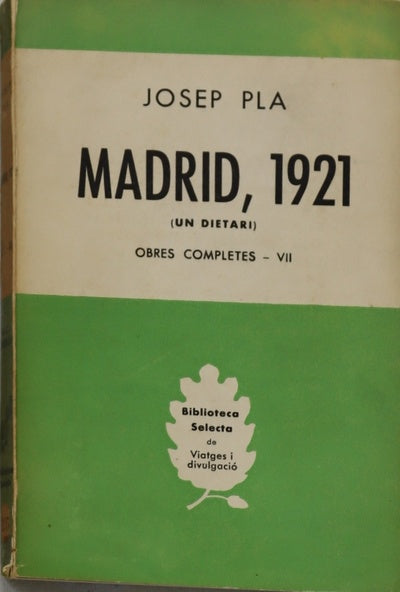 JOSEP PLA
MADRID, 1921
(UN DIETARI)
OBRES COMPLETES – VII
Biblioteca
Selecta
de
Viatges i
divulgació